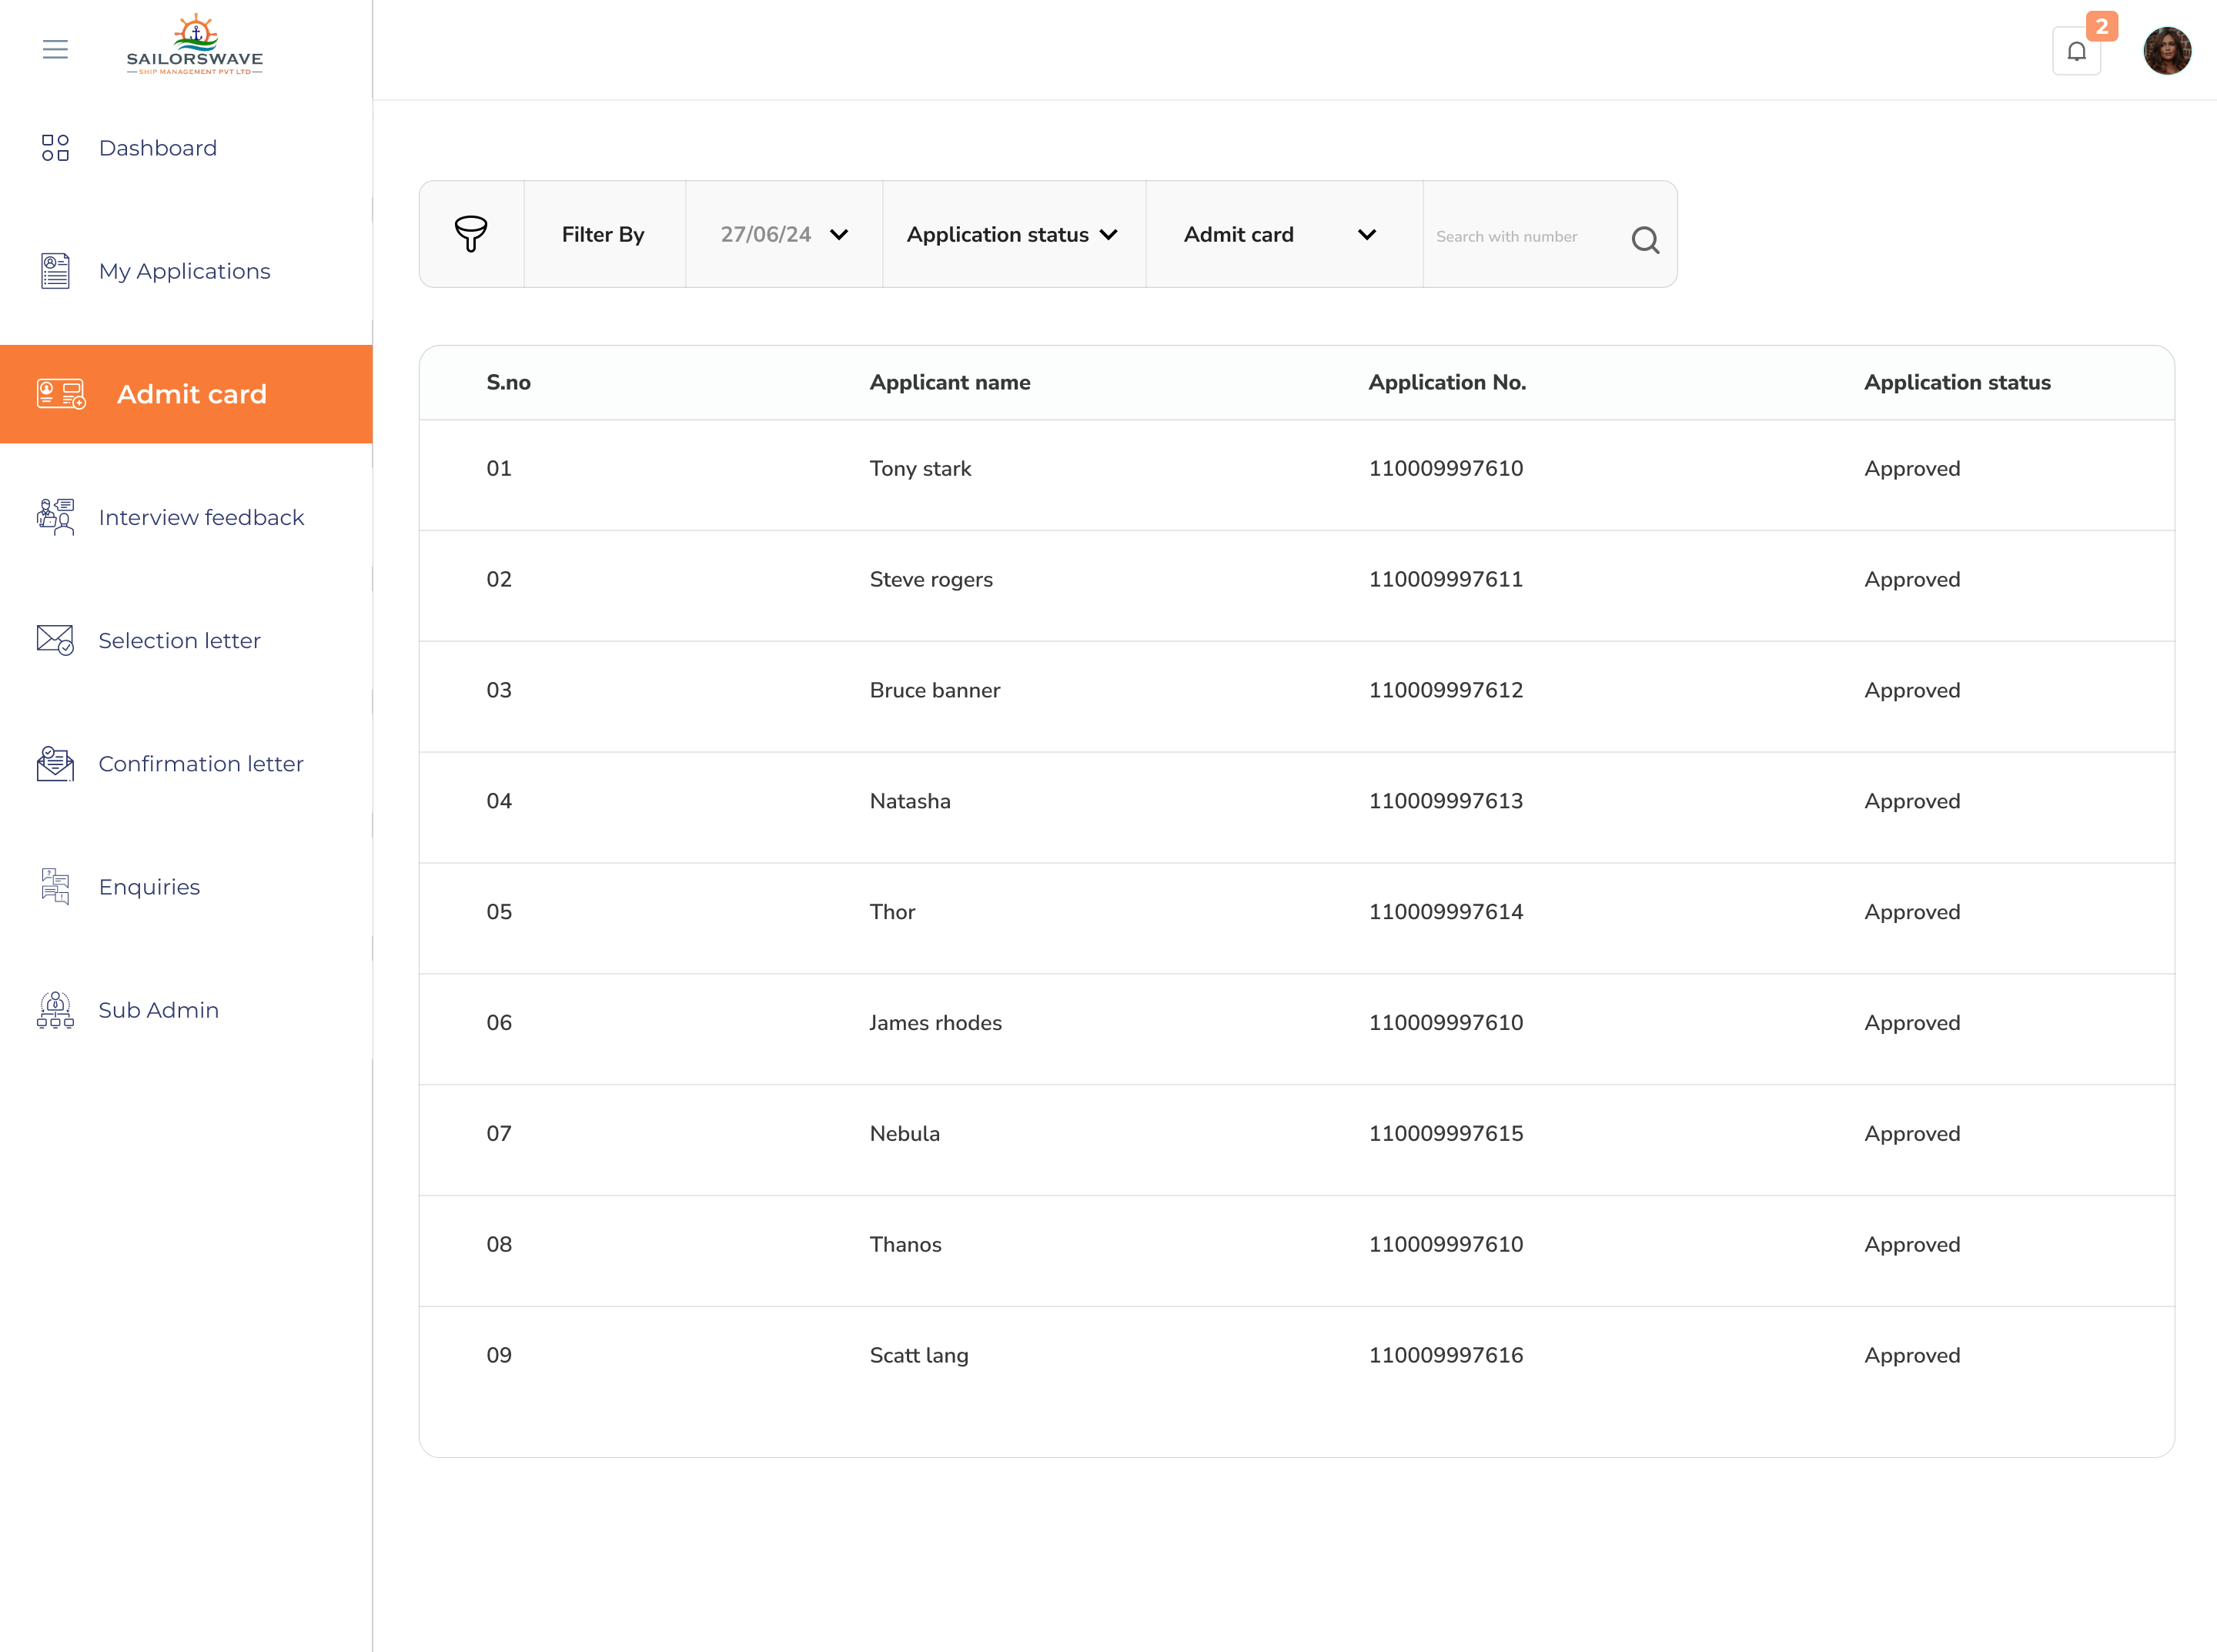 SAILORSWAVE
SHIP MANAGEMENT PVT LTD
2
Dashboard
My Applications
Admit card
Interview feedback
Selection letter
Confirmation letter
Enquiries
Sub Admin
Filter By 27/06/24 Application status Admit card Search with number
S.no Applicant name Application No. Application status
01 Tony stark 110009997610 Approved
02 Steve rogers 110009997611 Approved
03 Bruce banner 110009997612 Approved
04 Natasha 110009997613 Approved
05 Thor 110009997614 Approved
06 James rhodes 110009997610 Approved
07 Nebula 110009997615 Approved
08 Thanos 110009997610 Approved
09 Scatt lang 110009997616 Approved